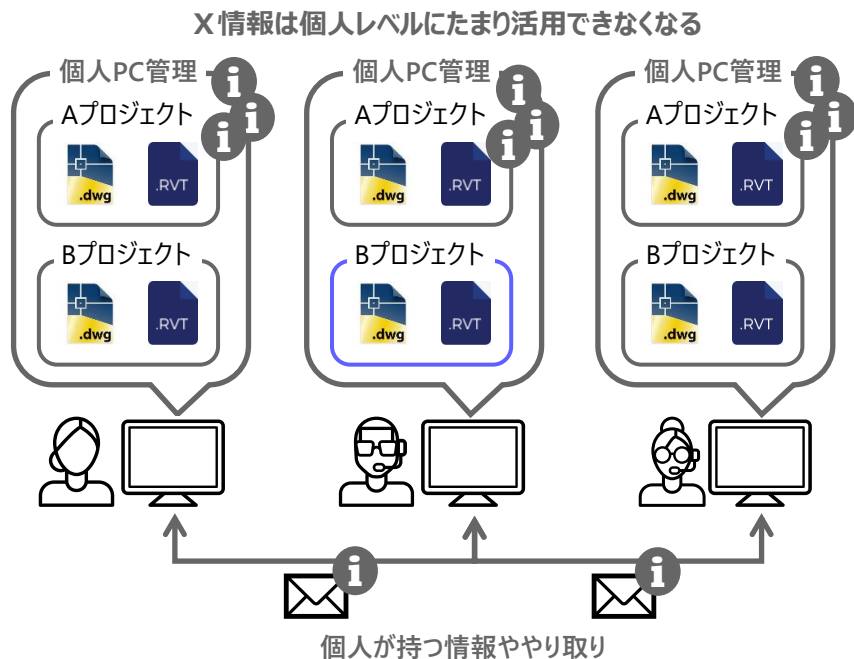 X情報は個人レベルにたまり活用できなくなる
個人PC管理
i
i
i
Aプロジェクト
.dwg
.RVT
Bプロジェクト
.dwg
.RVT
個人PC管理
i
i
i
Aプロジェクト
.dwg
.RVT
Bプロジェクト
.dwg
.RVT
個人PC管理
i
i
i
Aプロジェクト
.dwg
.RVT
Bプロジェクト
.dwg
.RVT
i
i
個人が持つ情報ややり取り